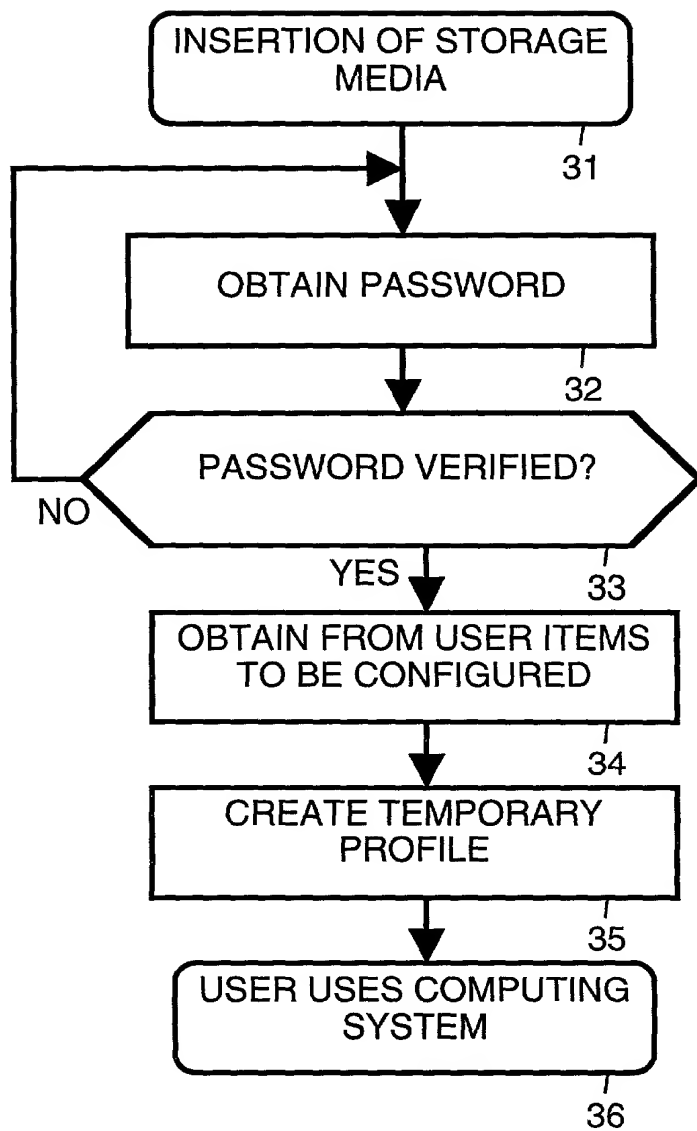 INSERTION OF STORAGE
MEDIA
31
OBTAIN PASSWORD
32
PASSWORD VERIFIED?
NO
YES
33
OBTAIN FROM USER ITEMS
TO BE CONFIGURED
34
CREATE TEMPORARY
PROFILE
35
USER USES COMPUTING
SYSTEM
36